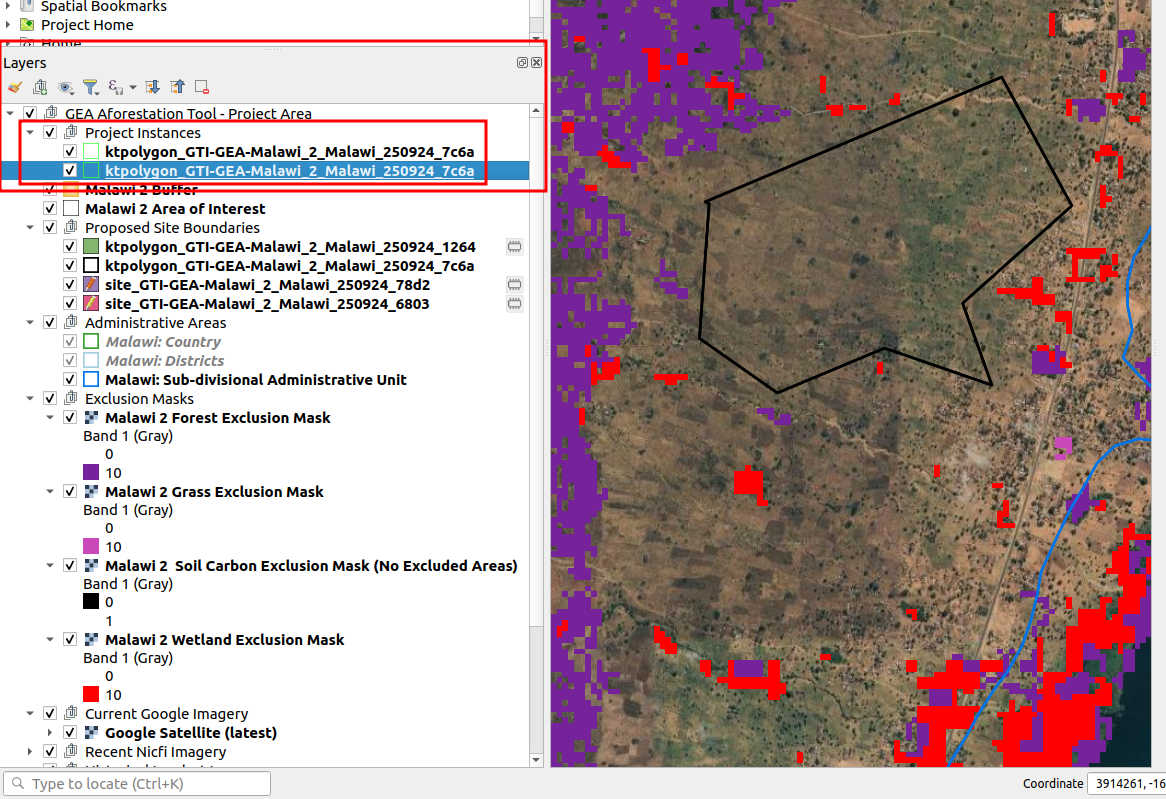 Spatial Bookmarks
Project Home
Home
Layers
GEA Aforestation Tool - Project Area
Project Instances
ktpolygon_GTI-GEA-Malawi_2_Malawi_250924_7c6a
ktpolygon_GTI-GEA-Malawi_2_Malawi_250924_7c6a
Malawi 2 Buffer
Malawi 2 Area of Interest
Proposed Site Boundaries
ktpolygon_GTI-GEA-Malawi_2_Malawi_250924_1264
ktpolygon_GTI-GEA-Malawi_2_Malawi_250924_7c6a
site_GTI-GEA-Malawi_2_Malawi_250924_78d2
site_GTI-GEA-Malawi_2_Malawi_250924_6803
Administrative Areas
Malawi: Country
Malawi: Districts
Malawi: Sub-divisional Administrative Unit
Exclusion Masks
Malawi 2 Forest Exclusion Mask
Band 1 (Gray)
0
10
Malawi 2 Grass Exclusion Mask
Band 1 (Gray)
0
10
Malawi 2  Soil Carbon Exclusion Mask (No Excluded Areas)
Band 1 (Gray)
0
1
Malawi 2 Wetland Exclusion Mask
Band 1 (Gray)
0
10
Current Google Imagery
Google Satellite (latest)
Recent Nicfi Imagery
Type to locate (Ctrl+K)
Coordinate 3914261, -16